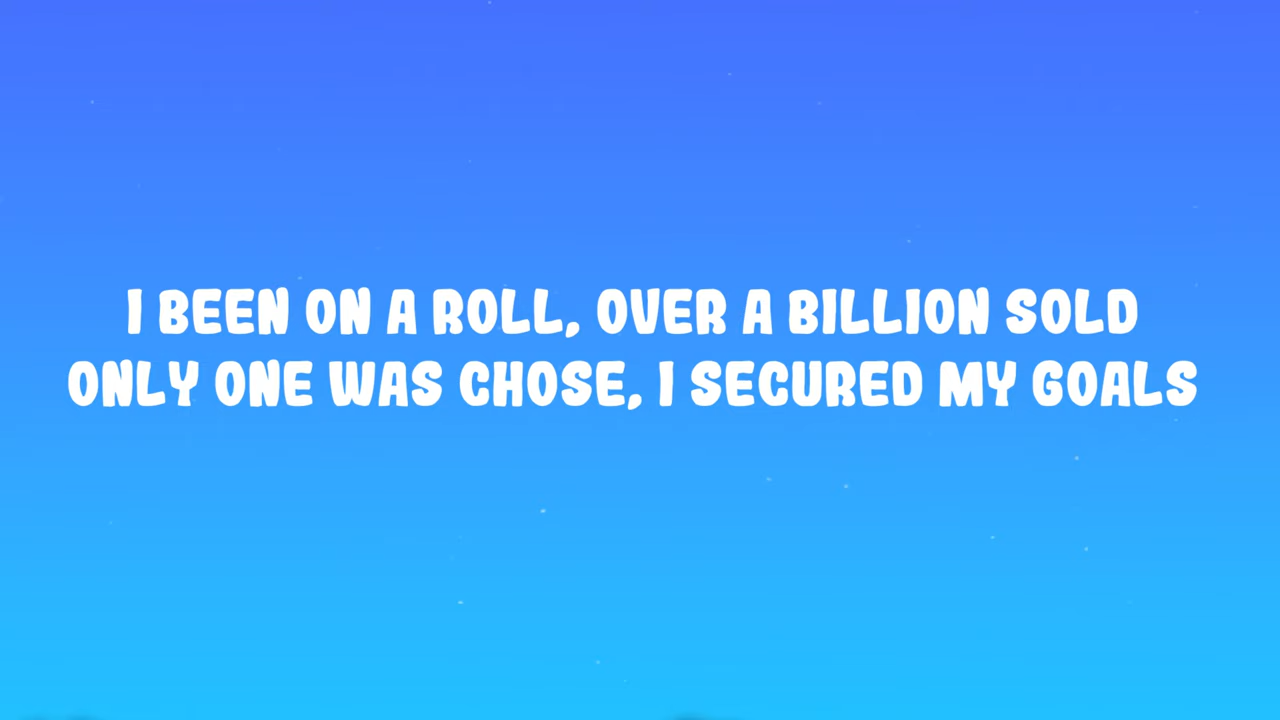 I BEEN ON A ROLL, OVER A BILLION SOLD
ONLY ONE WAS CHOSE, I SECURED MY GOALS